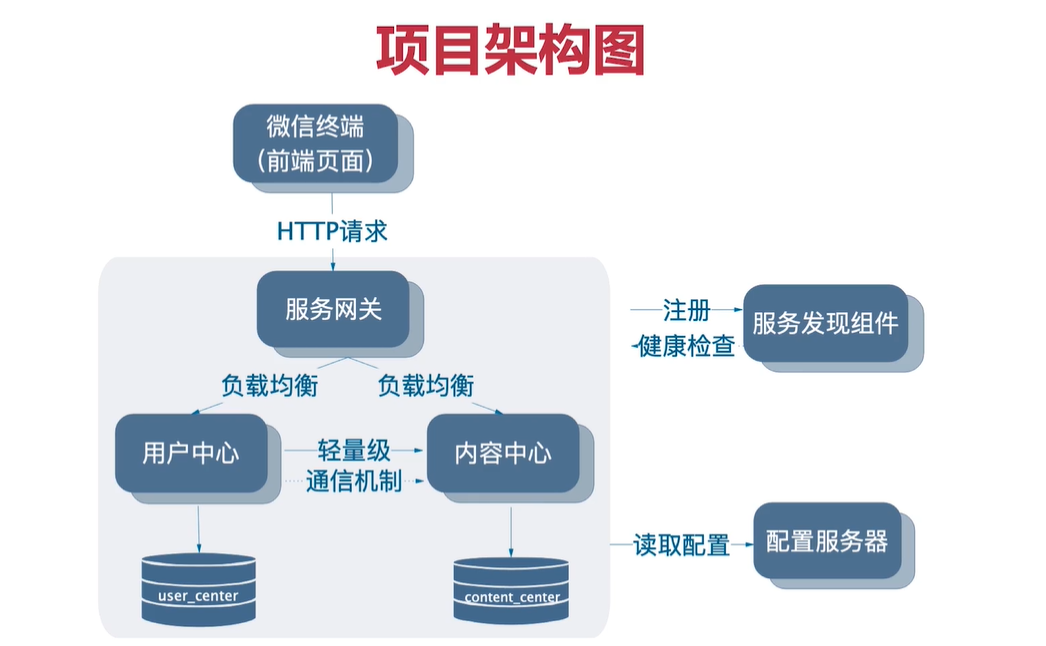 项目架构图
微信终端
（前端页面）
HTTP请求
服务网关
注册
健康检查
服务发现组件
负载均衡
负载均衡
用户中心
轻量级
通信机制
内容中心
读取配置
配置服务器
user_center
content_center